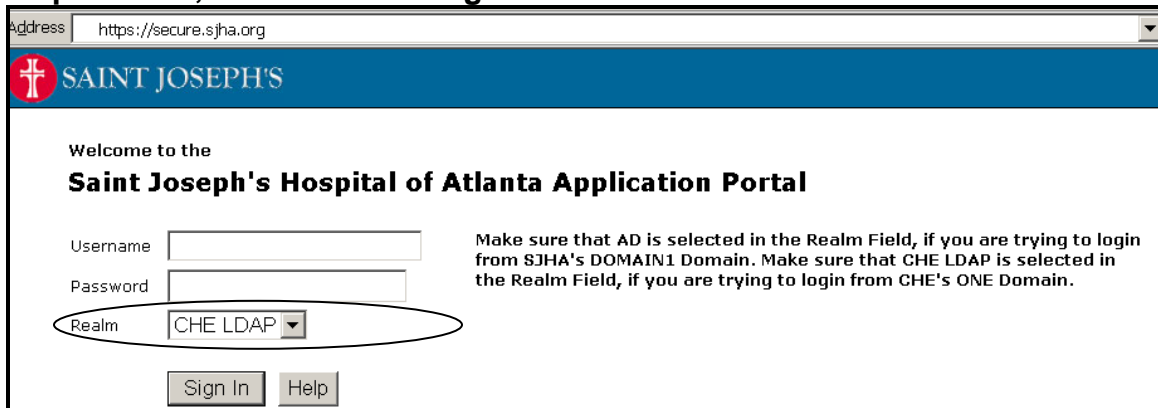 Address https://secure.sjha.org
SAINT JOSEPH'S
Welcome to the
Saint Joseph's Hospital of Atlanta Application Portal
Username
Password
Realm CHE LDAP
Make sure that AD is selected in the Realm Field, if you are trying to login
from SJHA's DOMAIN1 Domain. Make sure that CHE LDAP is selected in
the Realm Field, if you are trying to login from CHE's ONE Domain.
Sign In Help